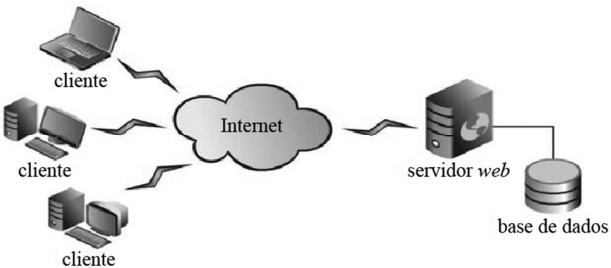 cliente
cliente
cliente
Internet
servidor web
base de dados